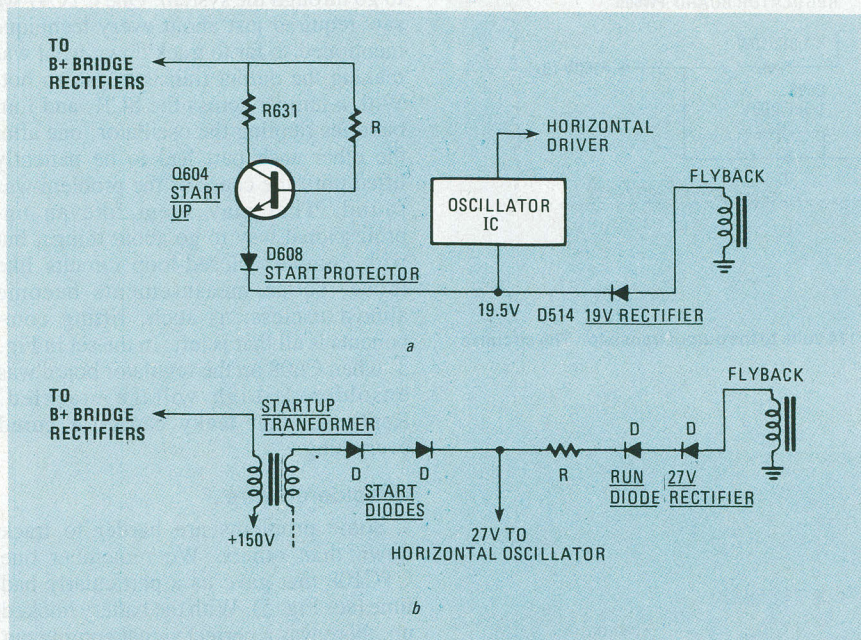 TO
B+ BRIDGE
RECTIFIERS
R631
R
Q604
START
UP
D608
START PROTECTOR
HORIZONTAL
DRIVER
OSCILLATOR
IC
FLYBACK
19.5V
D514 19V RECTIFIER
a
TO
B+ BRIDGE
RECTIFIERS
STARTUP
TRANFORMER
FLYBACK
D
D
START
DIODES
R
D
D
RUN
DIODE
27V
RECTIFIER
+150V
27V TO
HORIZONTAL OSCILLATOR
b